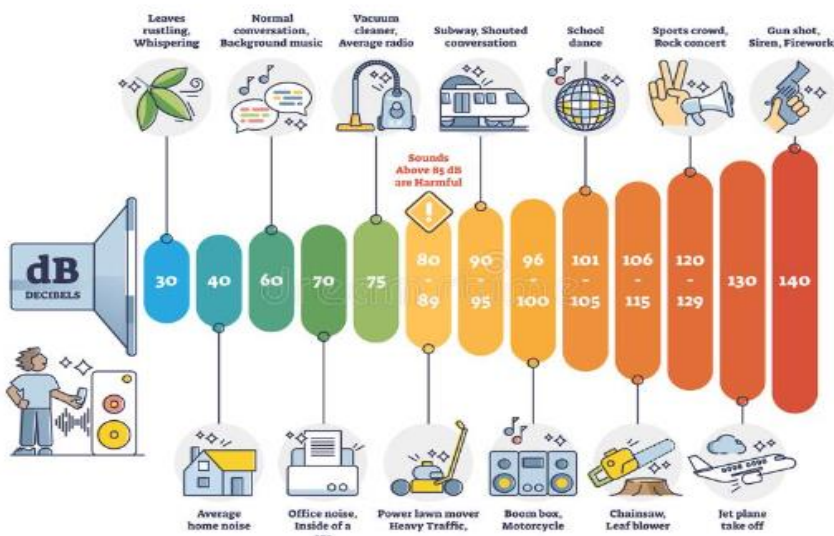 Leaves
rustling,
Whispering
Normal
conversation,
Background music
Vacuum
cleaner,
Average radio
Subway, Shouted
conversation
School
dance
Sports crowd,
Rock concert
Gun shot,
Siren, Firework
Sounds
Above 85 dB
are Harmful
!
dB
DECIBELS
30
40
60
70
75
80
-
89
90
-
95
96
-
100
101
-
105
106
-
115
120
-
129
130
140
dreamstime
Average
home noise
Office noise,
Inside of a
Power lawn mover
Heavy Traffic,
Boom box,
Motorcycle
Chainsaw,
Leaf blower
Jet plane
take off